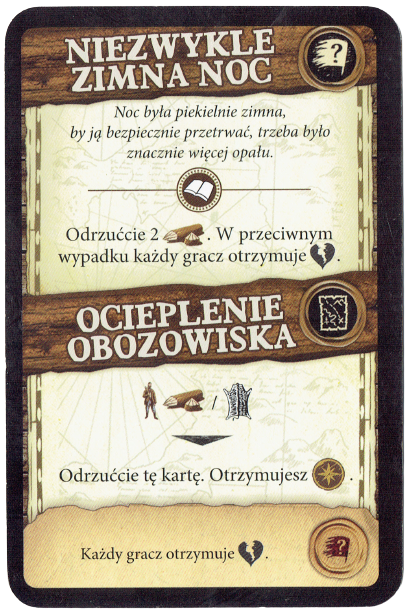 NIEZWYKLE
ZIMNA NOC
?
Noc była piekielnie zimna,
by ją bezpiecznie przetrwać, trzeba było
znacznie więcej opału.
Odrzućcie 2 . W przeciwnym
wypadku każdy gracz otrzymuje .
OCIEPLENIE
OBOZOWISKA
/
Odrzućcie tę kartę. Otrzymujesz .
Każdy gracz otrzymuje .
?